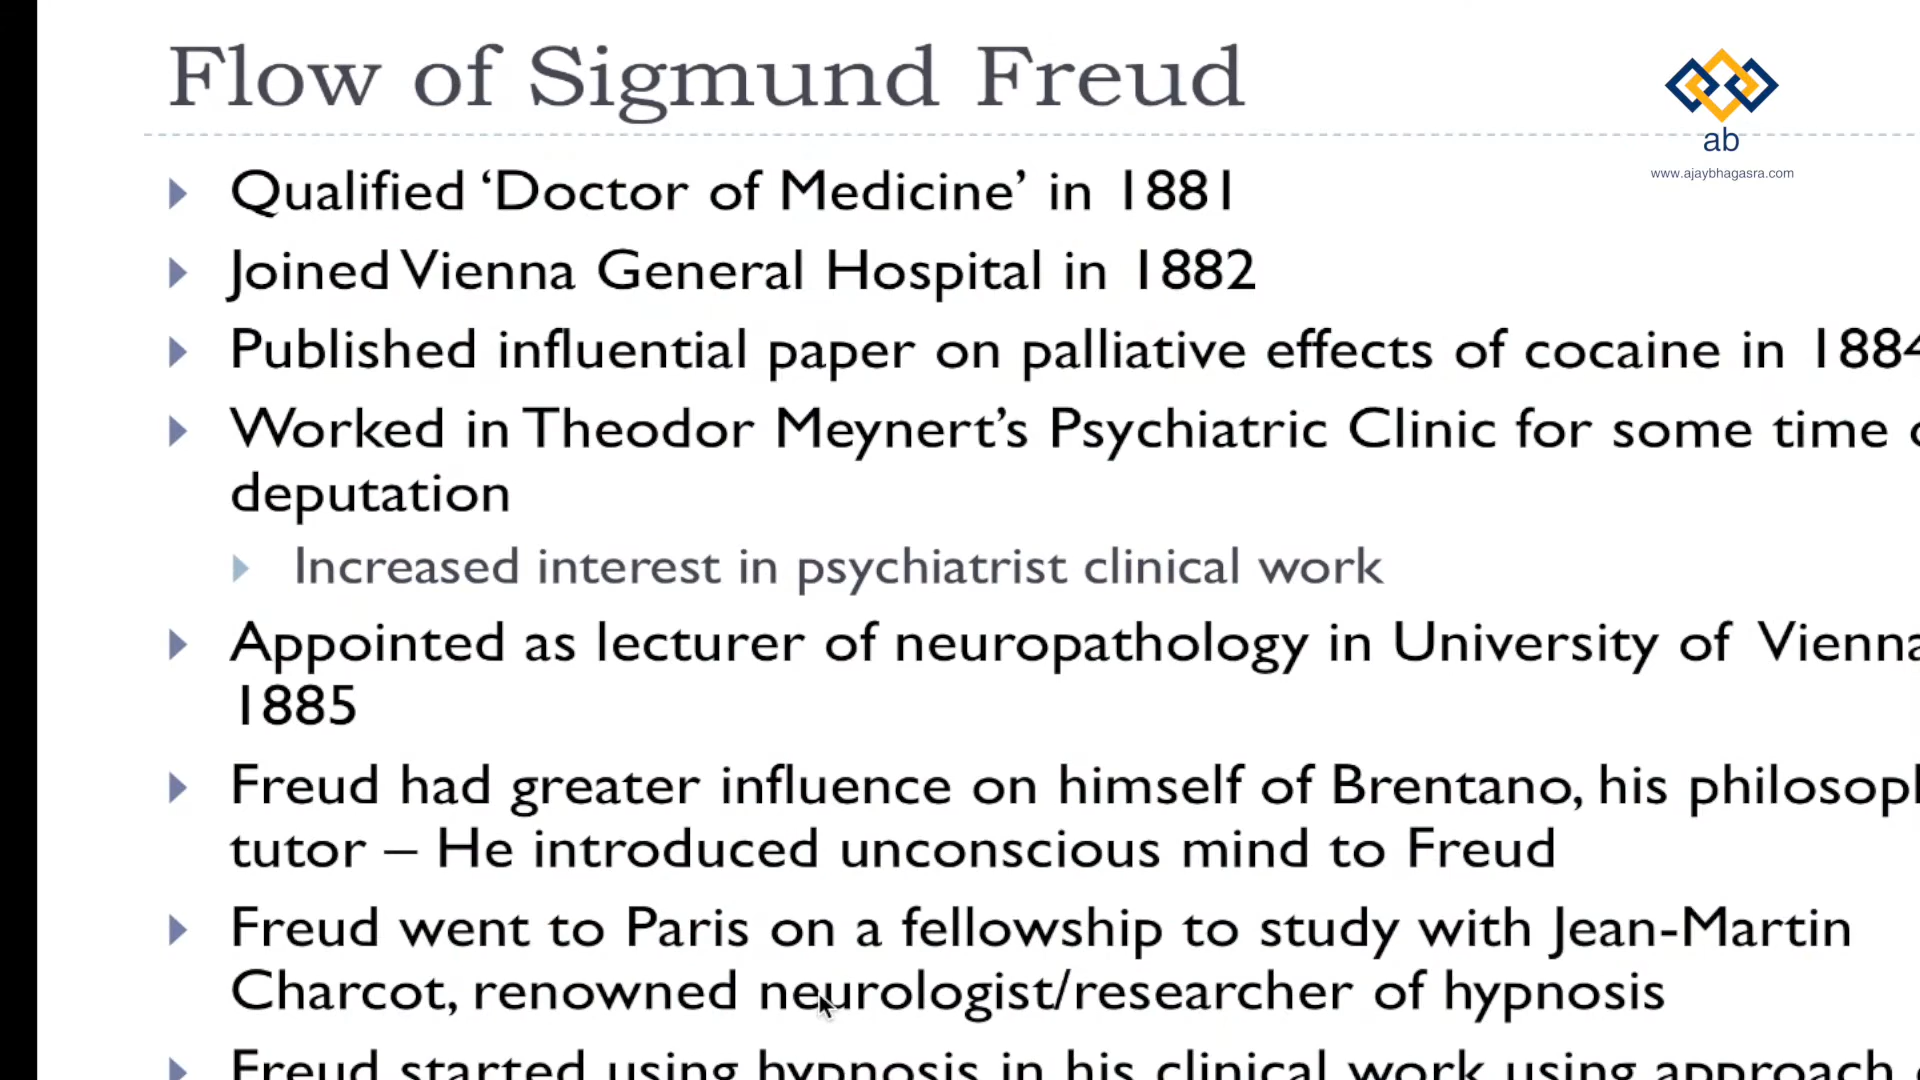 Flow of Sigmund Freud
ab
www.ajaybhagasra.com
Qualified ‘Doctor of Medicine’ in 1881
Joined Vienna General Hospital in 1882
Published influential paper on palliative effects of cocaine in 1884
Worked in Theodor Meynert’s Psychiatric Clinic for some time
deputation
Increased interest in psychiatrist clinical work
Appointed as lecturer of neuropathology in University of Vienna
1885
Freud had greater influence on himself of Brentano, his
tutor – He introduced unconscious mind to Freud
Freud went to Paris on a fellowship to study with Jean-Martin
Charcot, renowned neurologist/researcher of hypnosis
Freud started using hypnosis in his clinical work using approach